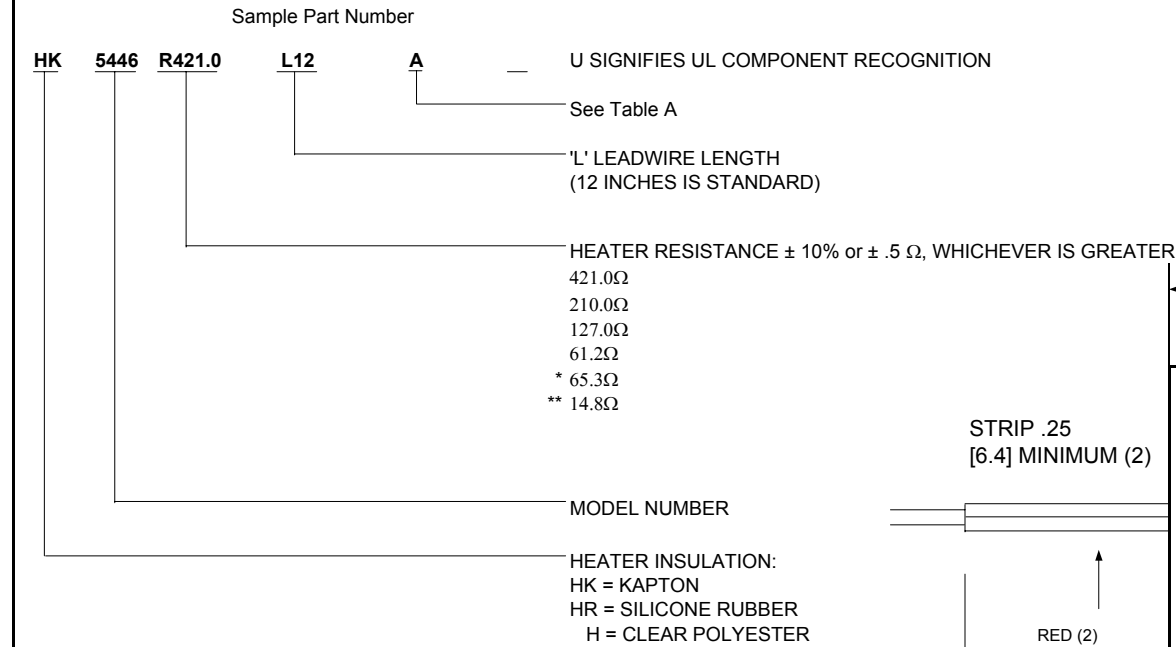 Sample Part Number
HK 5446 R421.0 L12 A _ U SIGNIFIES UL COMPONENT RECOGNITION
See Table A
'L' LEADWIRE LENGTH
(12 INCHES IS STANDARD)
HEATER RESISTANCE ± 10% or ± .5 Ω, WHICHEVER IS GREATER
421.0Ω
210.0Ω
127.0Ω
61.2Ω
* 65.3Ω
** 14.8Ω
STRIP .25
[6.4] MINIMUM (2)
MODEL NUMBER
HEATER INSULATION:
HK = KAPTON
HR = SILICONE RUBBER
H = CLEAR POLYESTER
RED (2)